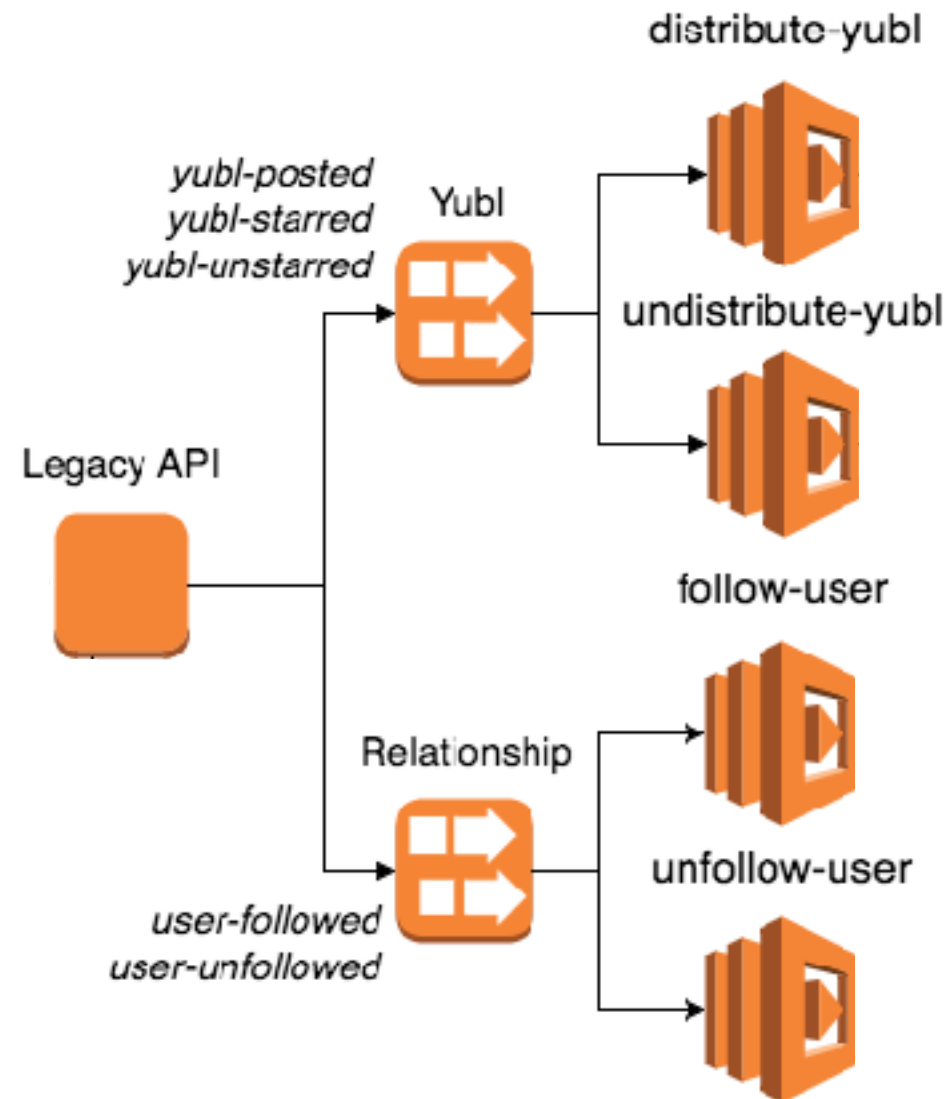 distribute-yubl
yubl-posted
yubl-starred
yubl-unstarred
Yubl
undistribute-yubl
Legacy API
follow-user
Relationship
unfollow-user
user-followed
user-unfollowed